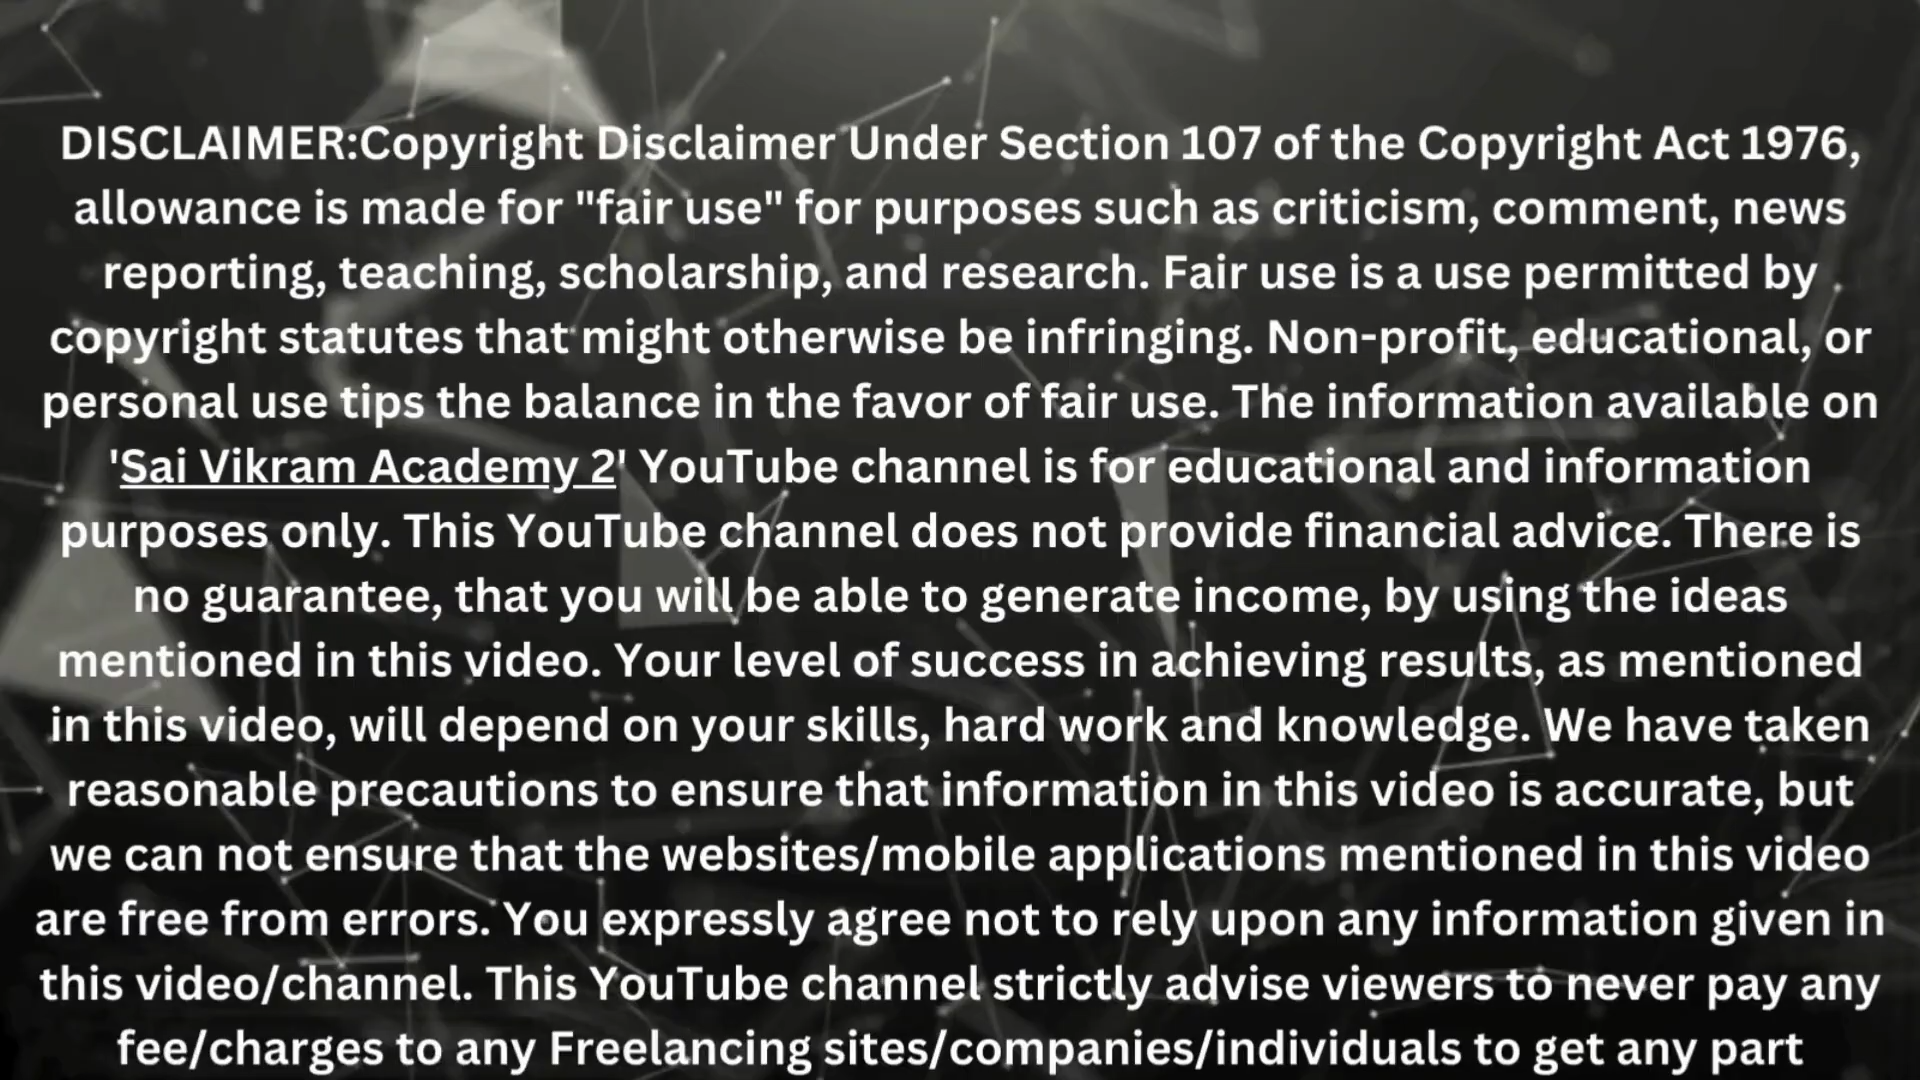 DISCLAIMER:Copyright Disclaimer Under Section 107 of the Copyright Act 1976,
allowance is made for "fair use" for purposes such as criticism, comment, news
reporting, teaching, scholarship, and research. Fair use is a use permitted by
copyright statutes that might otherwise be infringing. Non-profit, educational, or
personal use tips the balance in the favor of fair use. The information available on
'Sai Vikram Academy 2' YouTube channel is for educational and information
purposes only. This YouTube channel does not provide financial advice. There is
no guarantee, that you will be able to generate income, by using the ideas
mentioned in this video. Your level of success in achieving results, as mentioned
in this video, will depend on your skills, hard work and knowledge. We have taken
reasonable precautions to ensure that information in this video is accurate, but
we can not ensure that the websites/mobile applications mentioned in this video
are free from errors. You expressly agree not to rely upon any information given in
this video/channel. This YouTube channel strictly advise viewers to never pay any
fee/charges to any Freelancing sites/companies/individuals to get any part